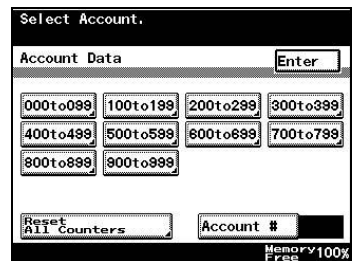 Select Account.
Account Data
Enter
000to099 100to199 200to299 300to399
400to499 500to599 600to699 700to799
800to899 900to999
Reset
All Counters
Account #
Memory 100%
Free